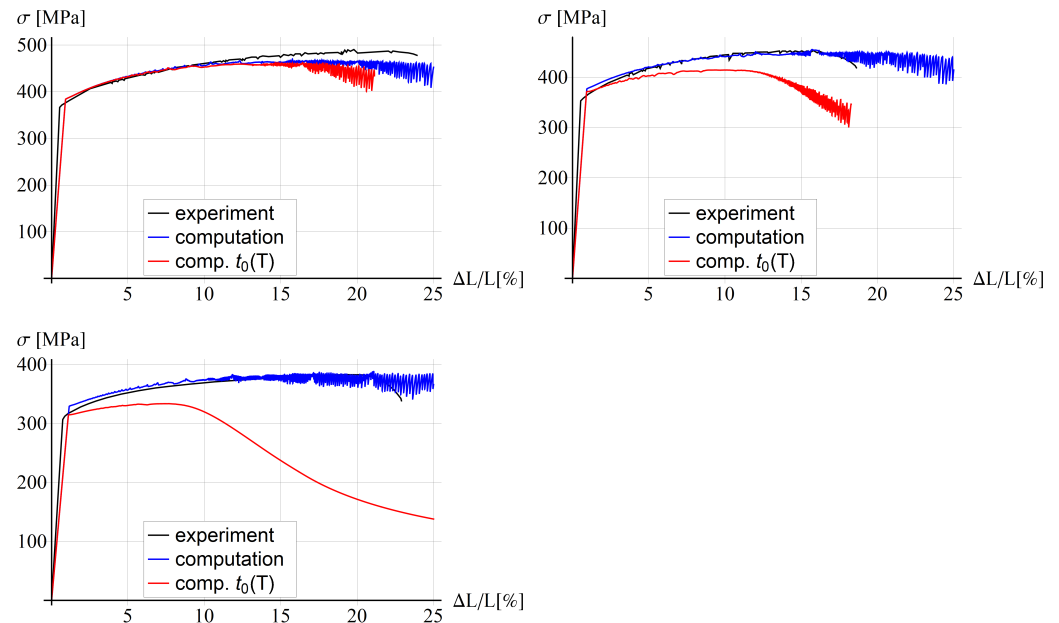 σ [MPa]
500
400
300
200
100
experiment
computation
comp. t₀(T)
5 10 15 20 25
ΔL/L[%]
σ [MPa]
400
300
200
100
experiment
computation
comp. t₀(T)
5 10 15 20 25
ΔL/L[%]
σ [MPa]
400
300
200
100
experiment
computation
comp. t₀(T)
5 10 15 20 25
ΔL/L[%]